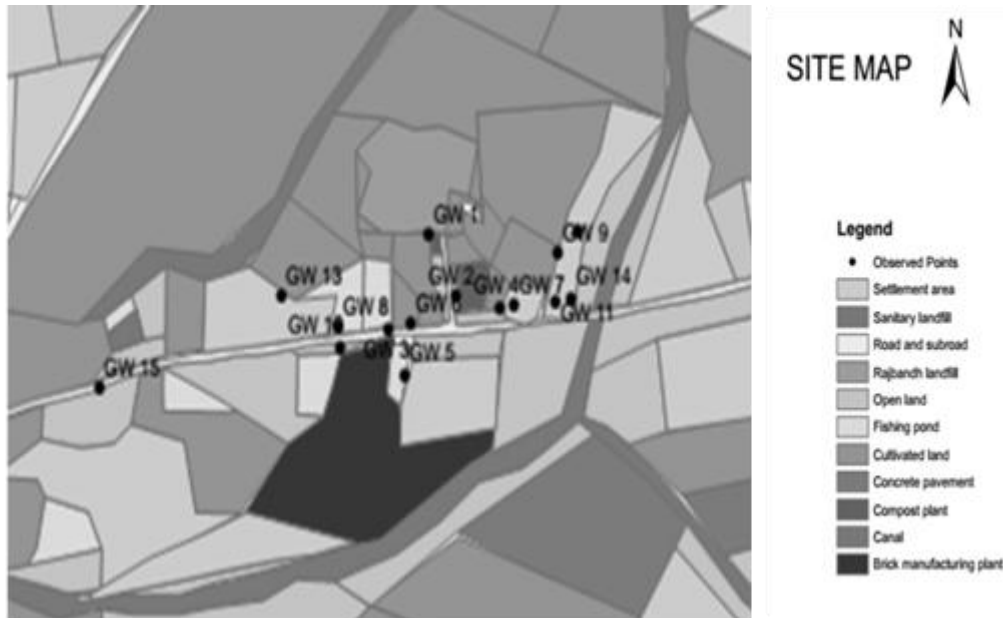 N
SITE MAP
GW 1
GW 9
GW 13
GW 2
GW 4
GW 7
GW 14
GW 8
GW 6
GW 11
GW 3
GW 5
GW 15
Legend
Observed Points
Settlement area
Sanitary landfill
Road and subroad
Rajbandh landfill
Open land
Fishing pond
Cultivated land
Concrete pavement
Compost plant
Canal
Brick manufacturing plant